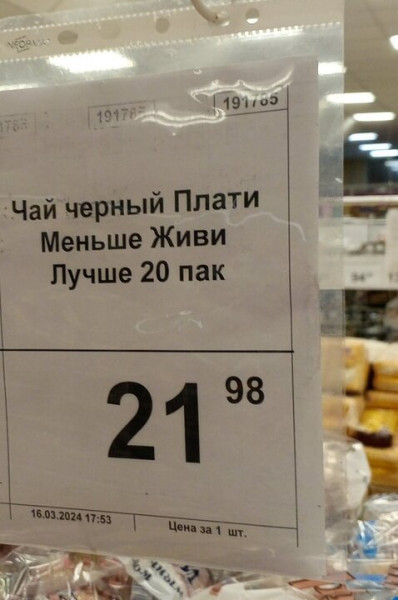 191785
Чай черный Плати
Меньше Живи
Лучше 20 пак
21 98
16.03.2024 17:53
Цена за 1 шт.